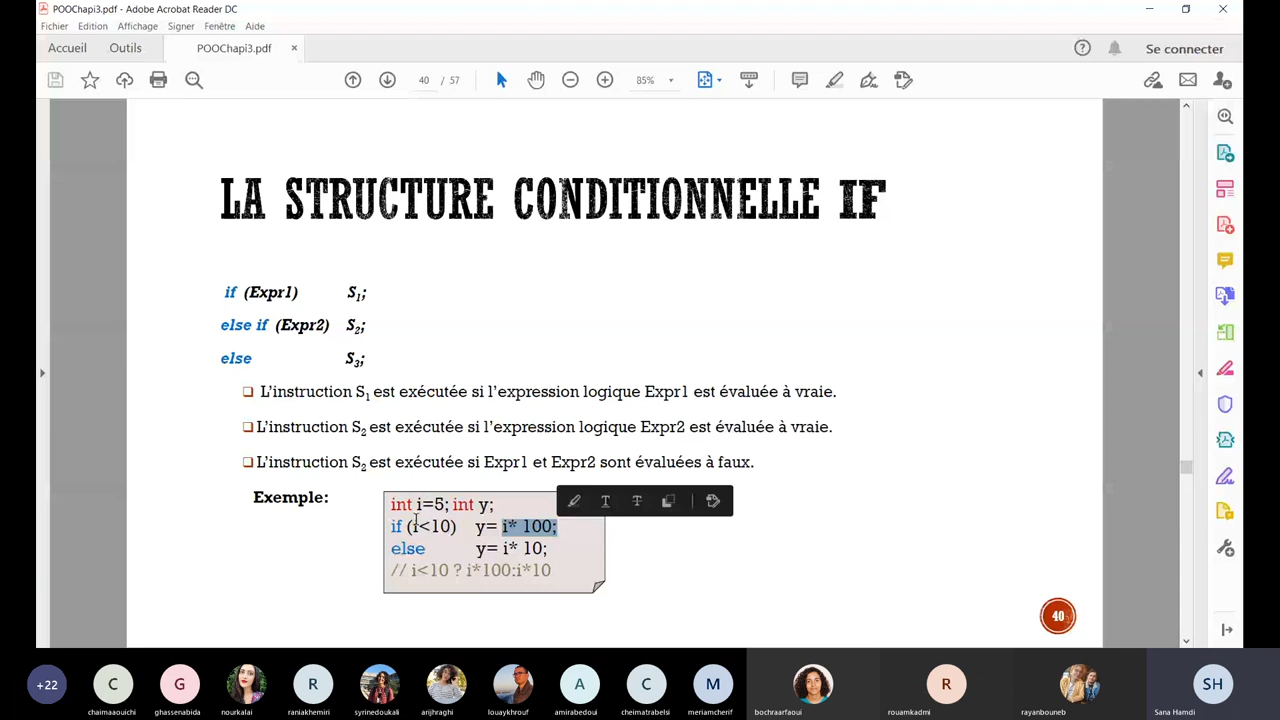 POOChapi3.pdf - Adobe Acrobat Reader DC
Fichier Edition Affichage Signer Fenêtre Aide
Accueil Outils POOChapi3.pdf × Se connecter
40 / 57 85%
LA STRUCTURE CONDITIONNELLE IF
if (Expr1) S1;
else if (Expr2) S2;
else S3;
L'instruction S1 est exécutée si l'expression logique Expr1 est évaluée à vraie.
L'instruction S2 est exécutée si l'expression logique Expr2 est évaluée à vraie.
L'instruction S2 est exécutée si Expr1 et Expr2 sont évaluées à faux.
Exemple:
int i=5; int y;
if (i<10) y= i* 100;
else y= i* 10;
// i<10 ? i*100:i*10
40
+22 C G R A C M R SH
chaimaaouichi ghassenabida nourkalai raniakhemiri syrinedoukali arijhraghi louaykhrouf amirabedoui cheimatrabelsi meriamcherif bochraarfaoui rouamkadmi rayanbouneb Sana Hamdi